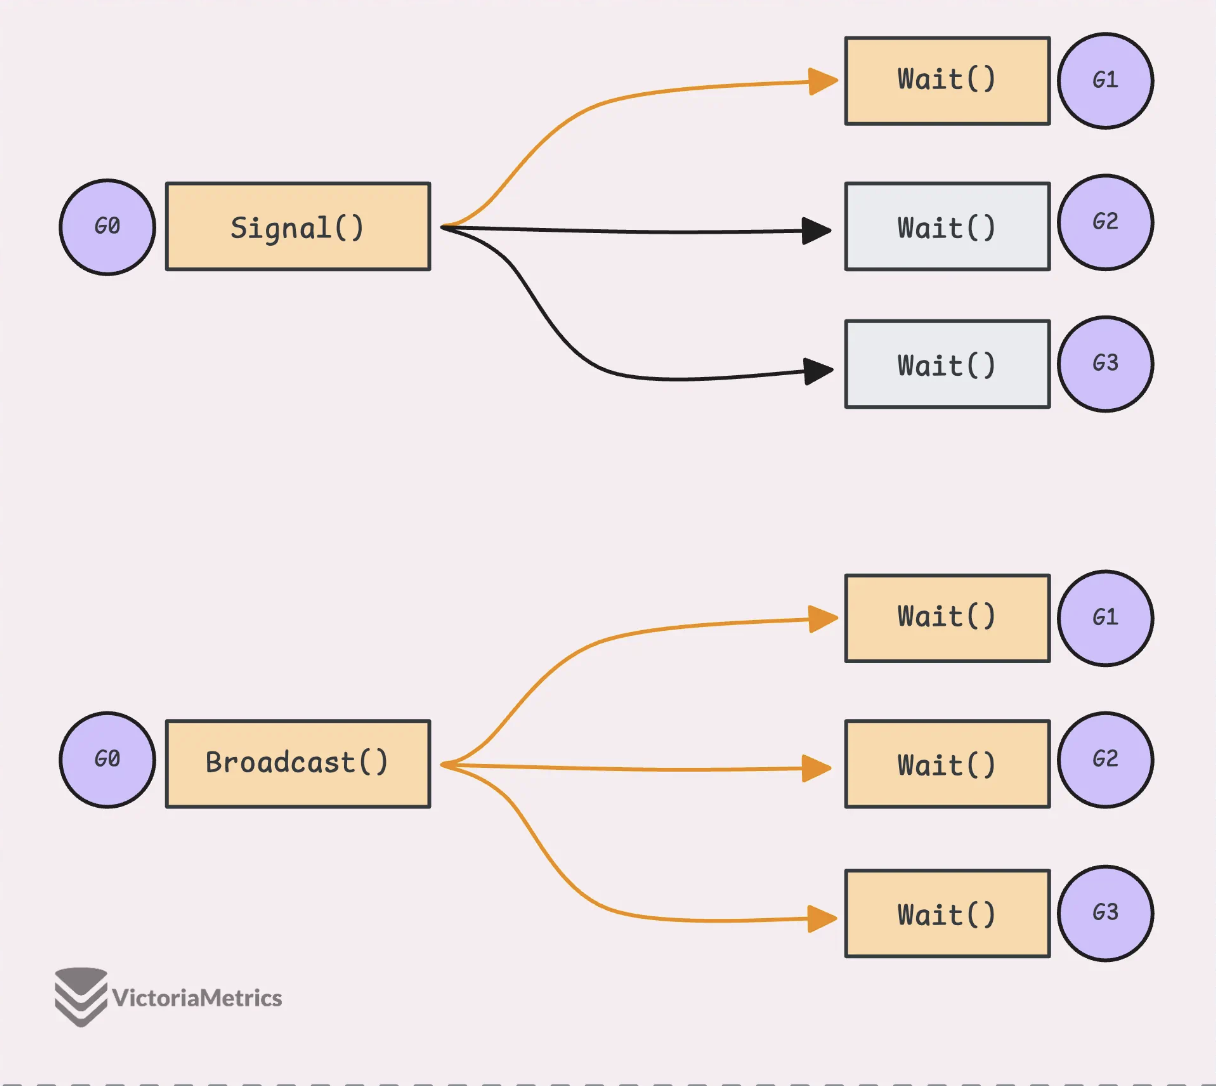 Wait()
G1
G0
Signal()
Wait()
G2
Wait()
G3
Wait()
G1
G0
Broadcast()
Wait()
G2
Wait()
G3
VictoriaMetrics